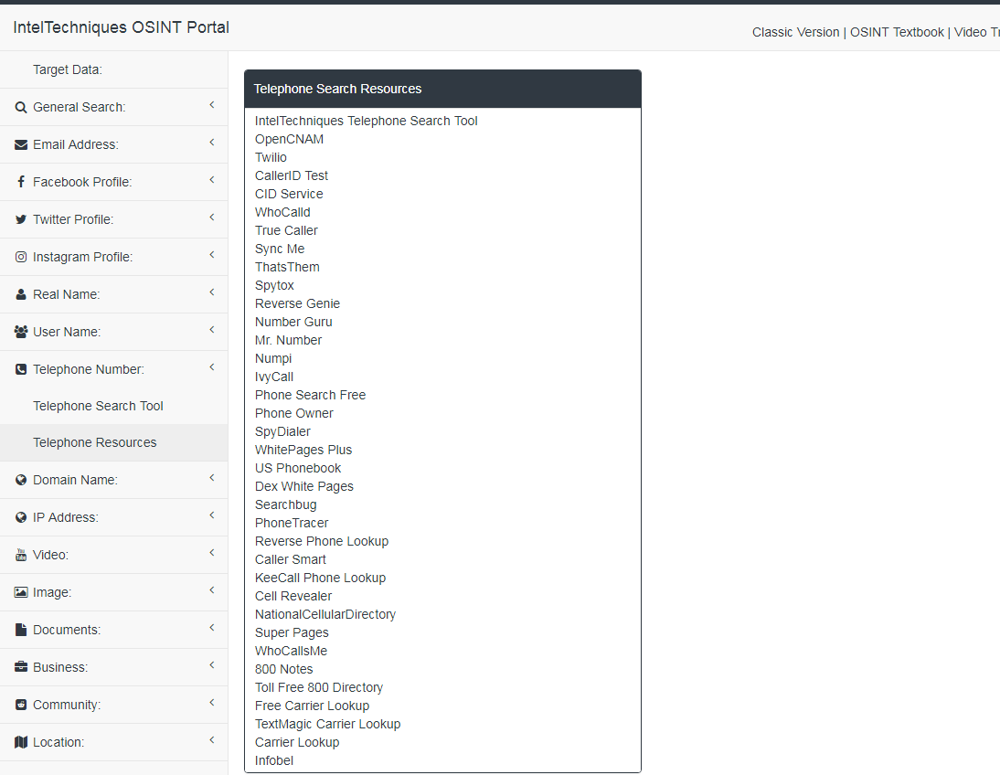 IntelTechniques OSINT Portal
Classic Version | OSINT Textbook | Video Tr
Target Data:
General Search:
Email Address:
Facebook Profile:
Twitter Profile:
Instagram Profile:
Real Name:
User Name:
Telephone Number:
Telephone Search Tool
Telephone Resources
Domain Name:
IP Address:
Video:
Image:
Documents:
Business:
Community:
Location:
Telephone Search Resources
IntelTechniques Telephone Search Tool
OpenCNAM
Twilio
CallerID Test
CID Service
WhoCalld
True Caller
Sync Me
ThatsThem
Spytox
Reverse Genie
Number Guru
Mr. Number
Numpi
IvyCall
Phone Search Free
Phone Owner
SpyDialer
WhitePages Plus
US Phonebook
Dex White Pages
Searchbug
PhoneTracer
Reverse Phone Lookup
Caller Smart
KeeCall Phone Lookup
Cell Revealer
NationalCellularDirectory
Super Pages
WhoCallsMe
800 Notes
Toll Free 800 Directory
Free Carrier Lookup
TextMagic Carrier Lookup
Carrier Lookup
Infobel